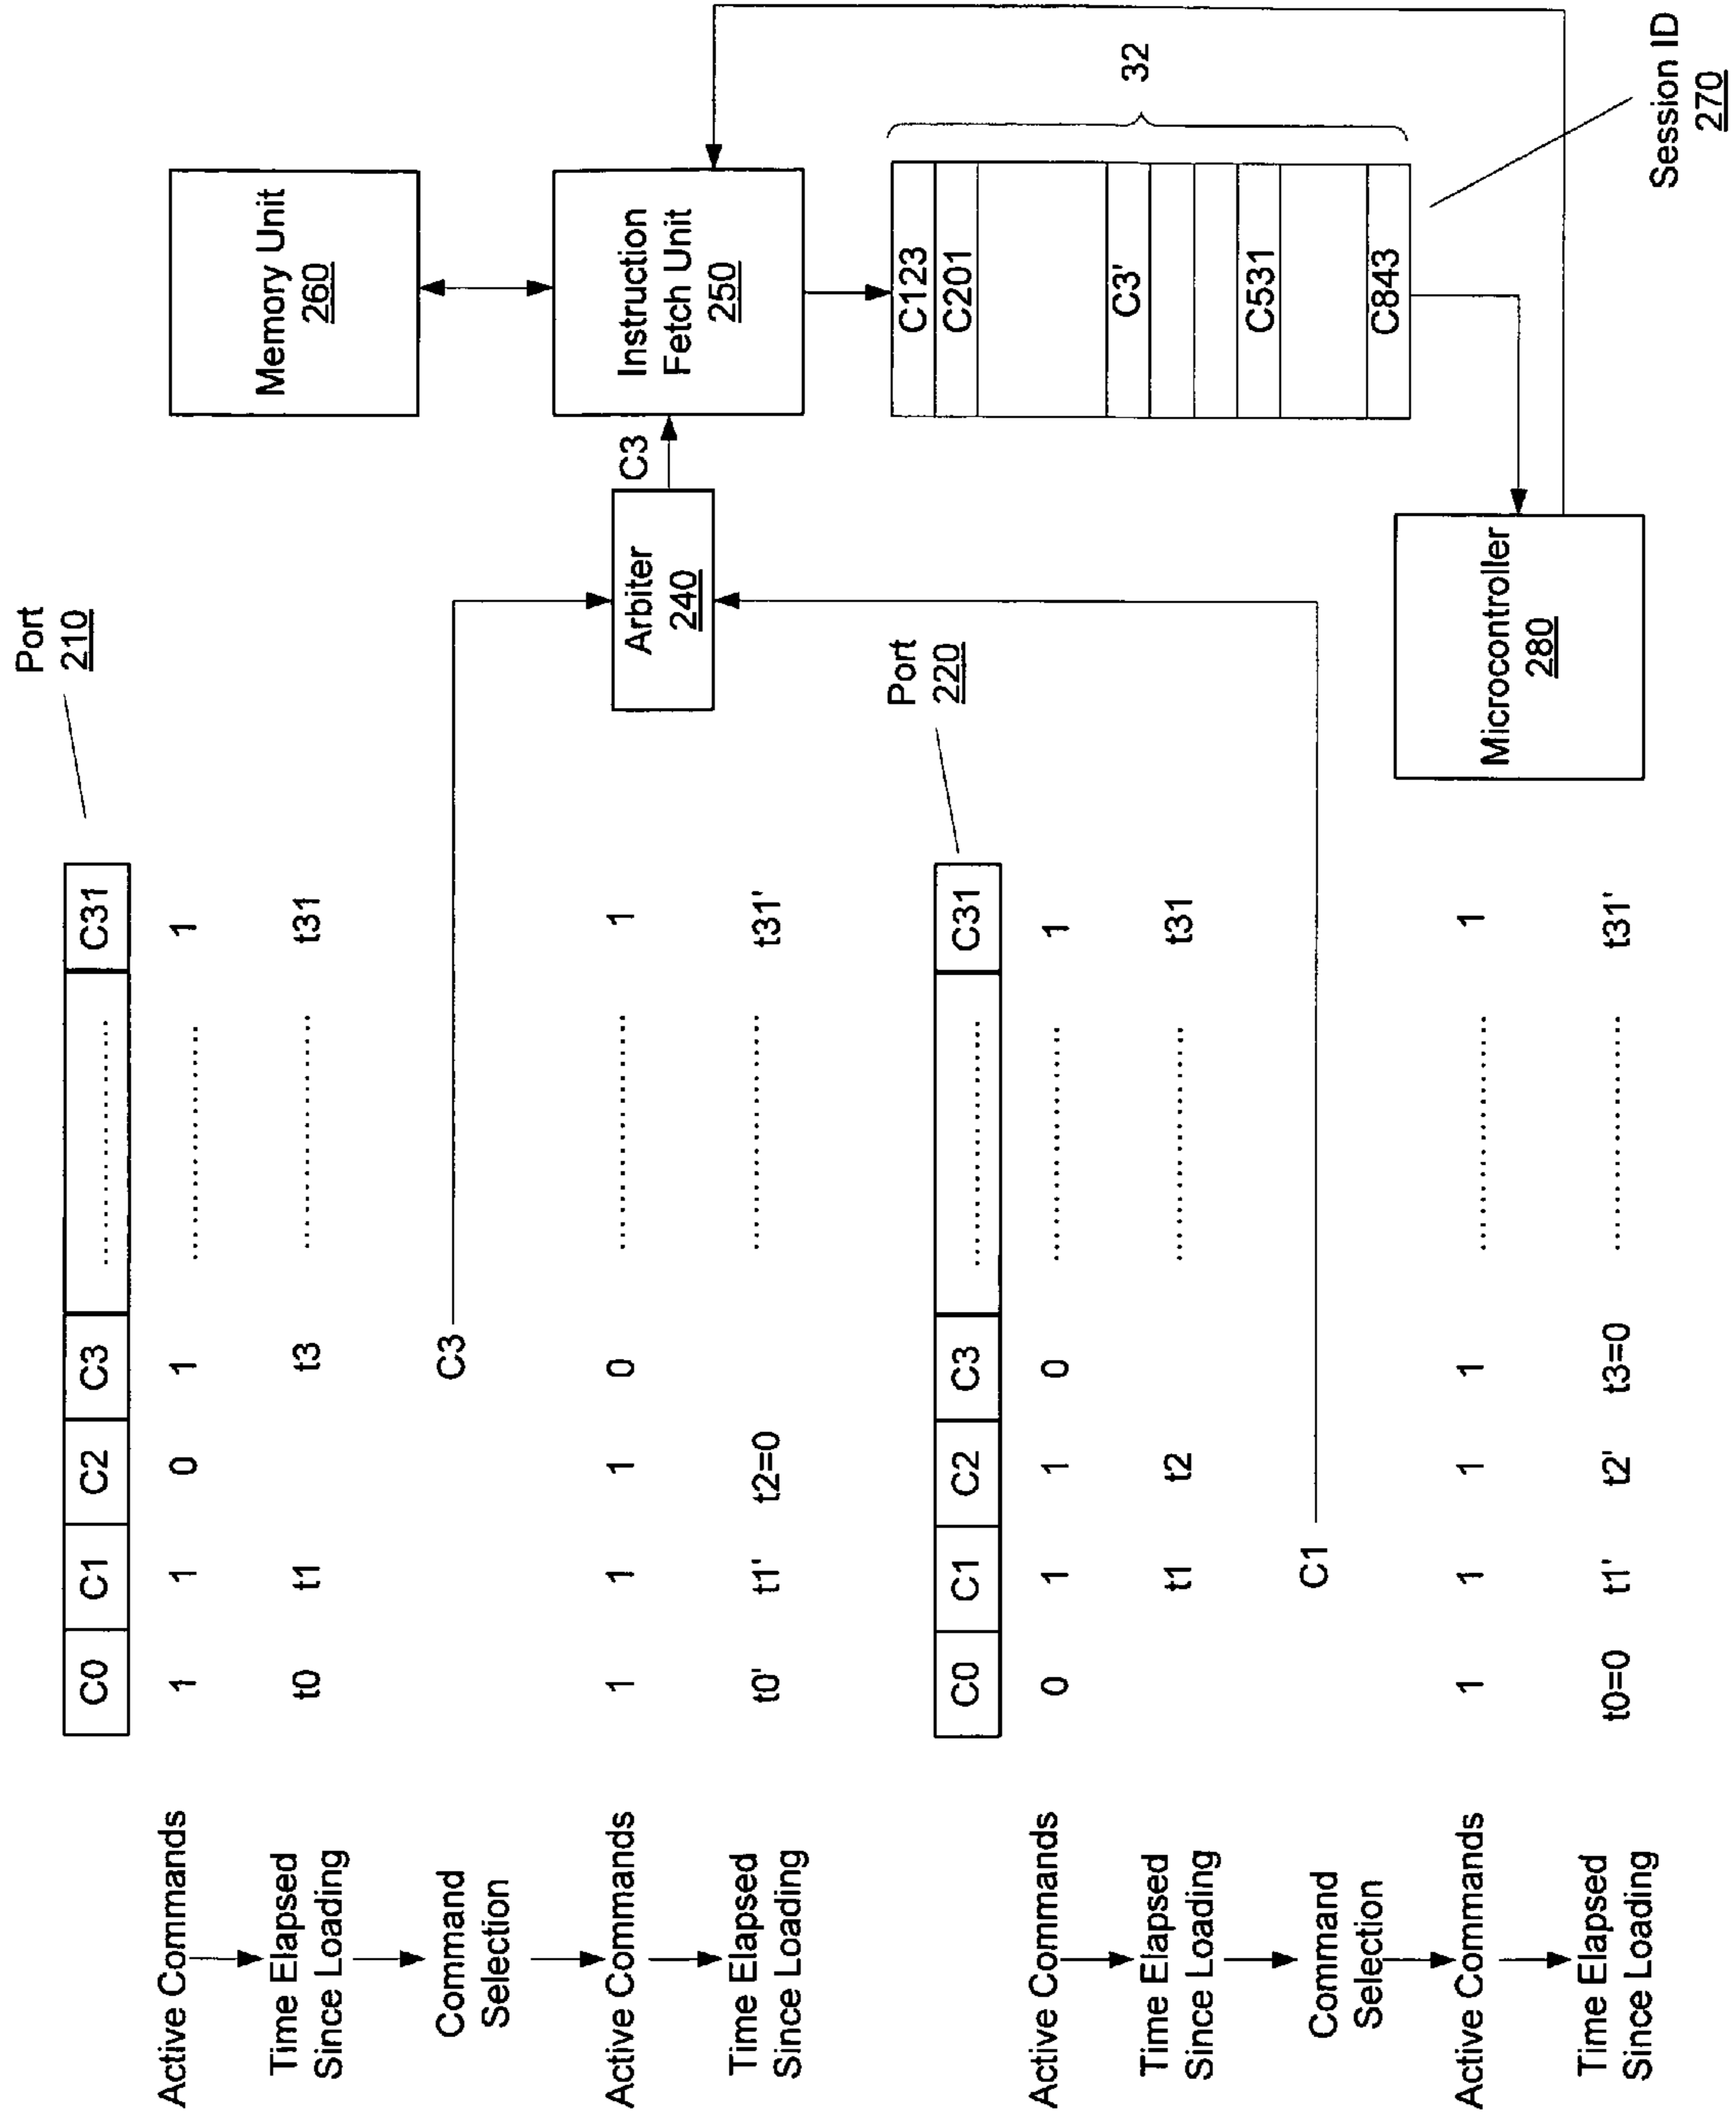 Port
210
C0 C1 C2 C3 ........................ C31
Active Commands 1 1 0 1 ........................ 1
Time Elapsed
Since Loading
t0 t1 t3 ........................ t31
Command
Selection
C3
Active Commands 1 1 1 0 ........................ 1
Time Elapsed
Since Loading
t0' t1' t2=0 ........................ t31'
Port
220
C0 C1 C2 C3 ........................ C31
Active Commands 0 1 1 0 ........................ 1
Time Elapsed
Since Loading
t1 t2 ........................ t31
Command
Selection
C1
Active Commands 1 1 1 1 ........................ 1
Time Elapsed
Since Loading
t0=0 t1' t2' t3=0 ........................ t31'
Arbiter
240
C3
Memory Unit
260
Instruction
Fetch Unit
250
C123
C201
C3'
C531
C843
32
Session ID
270
Microcontroller
280